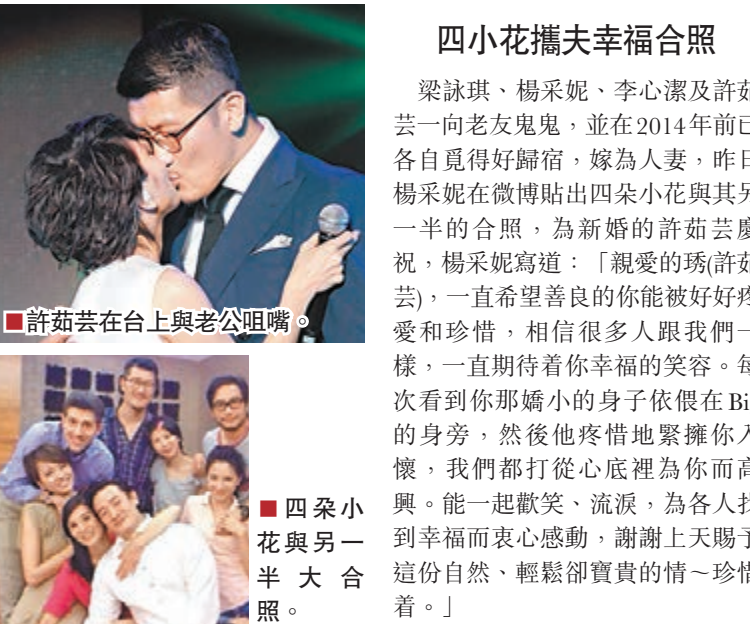 ■許茹芸在台上與老公咀嘴。
■四朵小
花與另一
半大合
照。
四小花攜夫幸福合照
梁詠琪、楊采妮、李心潔及許茹
芸一向老友鬼鬼，並在2014年前已
各自覓得好歸宿，嫁為人妻，昨日
楊采妮在微博貼出四朵小花與其另
一半的合照，為新婚的許茹芸慶
祝，楊采妮寫道：「親愛的琇(許茹
芸)，一直希望善良的你能被好好疼
愛和珍惜，相信很多人跟我們一
樣，一直期待着你幸福的笑容。每
次看到你那嬌小的身子依偎在Bi
的身旁，然後他疼惜地緊擁你入
懷，我們都打從心底裡為你而高
興。能一起歡笑、流淚，為各人找
到幸福而衷心感動，謝謝上天賜予
這份自然、輕鬆卻寶貴的情～珍惜
着。」